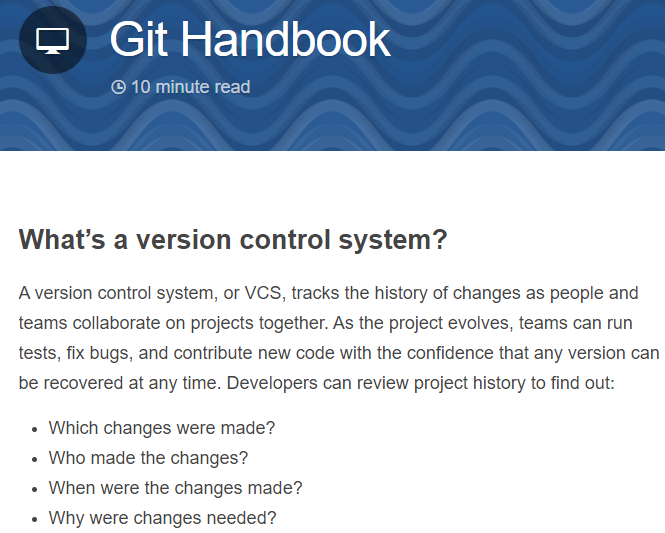 Git Handbook
10 minute read
What’s a version control system?
A version control system, or VCS, tracks the history of changes as people and
teams collaborate on projects together. As the project evolves, teams can run
tests, fix bugs, and contribute new code with the confidence that any version can
be recovered at any time. Developers can review project history to find out:
• Which changes were made?
• Who made the changes?
• When were the changes made?
• Why were changes needed?